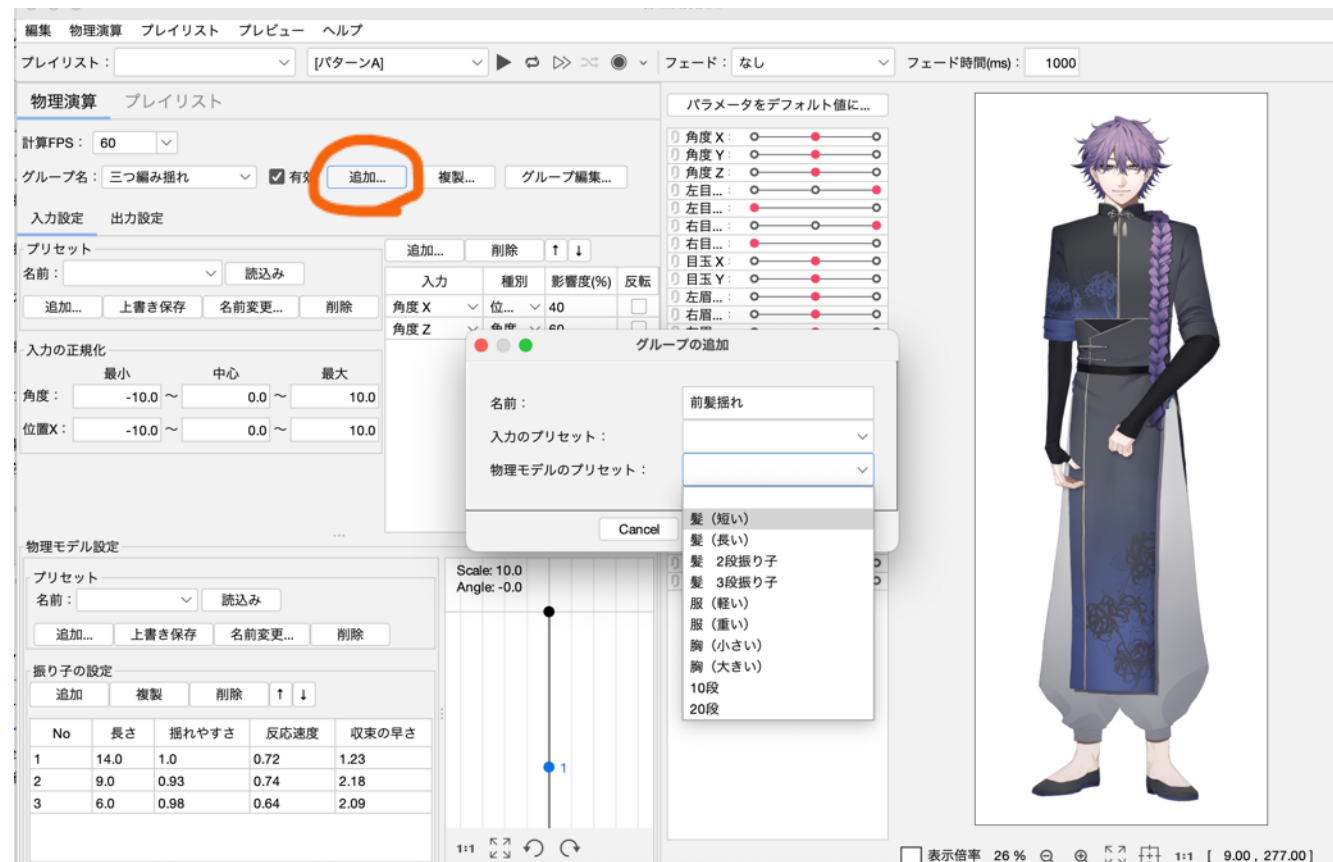 編集 物理演算 プレイリスト プレビュー ヘルプ
プレイリスト： [パターンA] フェード： なし フェード時間(ms)： 1000
物理演算 プレイリスト
計算FPS： 60
グループ名： 三つ編み揺れ 有効 追加... 複製... グループ編集...
入力設定 出力設定
プリセット
名前： 読込み
追加... 上書き保存 名前変更... 削除
入力の正規化
最小 中心 最大
角度： -10.0 ～ 0.0 ～ 10.0
位置X： -10.0 ～ 0.0 ～ 10.0
追加... 削除 ↑ ↓
入力 種別 影響度(%) 反転
角度 X 位... 40
角度 Z 角度 60
パラメータをデフォルト値に...
角度 X：
角度 Y：
角度 Z：
左目...：
左目...：
右目...：
右目...：
目玉 X：
目玉 Y：
左眉...：
右眉...：
グループの追加
名前： 前髪揺れ
入力のプリセット：
物理モデルのプリセット：
Cancel
髪（短い）
髪（長い）
髪 2段振り子
髪 3段振り子
服（軽い）
服（重い）
胸（小さい）
胸（大きい）
10段
20段
物理モデル設定
プリセット
名前： 読込み
追加... 上書き保存 名前変更... 削除
振り子の設定
追加 複製 削除 ↑ ↓
No 長さ 揺れやすさ 反応速度 収束の早さ
1 14.0 1.0 0.72 1.23
2 9.0 0.93 0.74 2.18
3 6.0 0.98 0.64 2.09
Scale: 10.0
Angle: -0.0
1
1:1
表示倍率 26 % 1:1 [ 9.00 , 277.00 ]